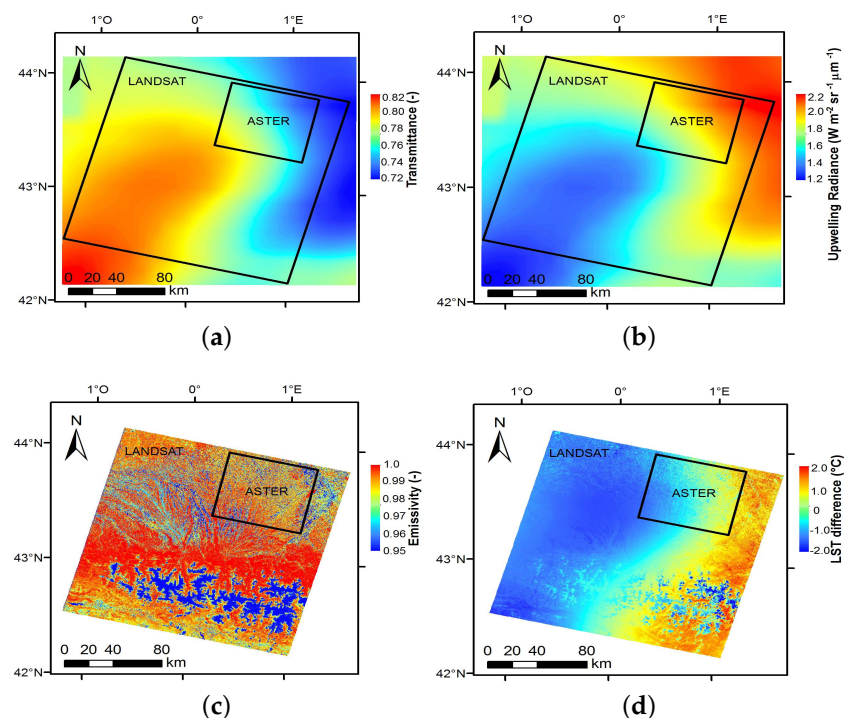 1°O 0° 1°E
N
44°N
LANDSAT
ASTER
43°N
0 20 40 80
km
42°N
0.82
0.80
0.78
0.76
0.74
0.72
Transmittance (-)
(a)
1°O 0° 1°E
N
44°N
LANDSAT
ASTER
43°N
0 20 40 80
km
42°N
2.2
2.0
1.8
1.6
1.4
1.2
Upwelling Radiance (W m⁻² sr⁻¹ µm⁻¹)
(b)
1°O 0° 1°E
N
44°N
LANDSAT
ASTER
43°N
0 20 40 80
km
42°N
1.0
0.99
0.98
0.97
0.96
0.95
Emissivity (-)
(c)
1°O 0° 1°E
N
44°N
LANDSAT
ASTER
43°N
0 20 40 80
km
42°N
2.0
1.0
0
-1.0
-2.0
LST difference (°C)
(d)